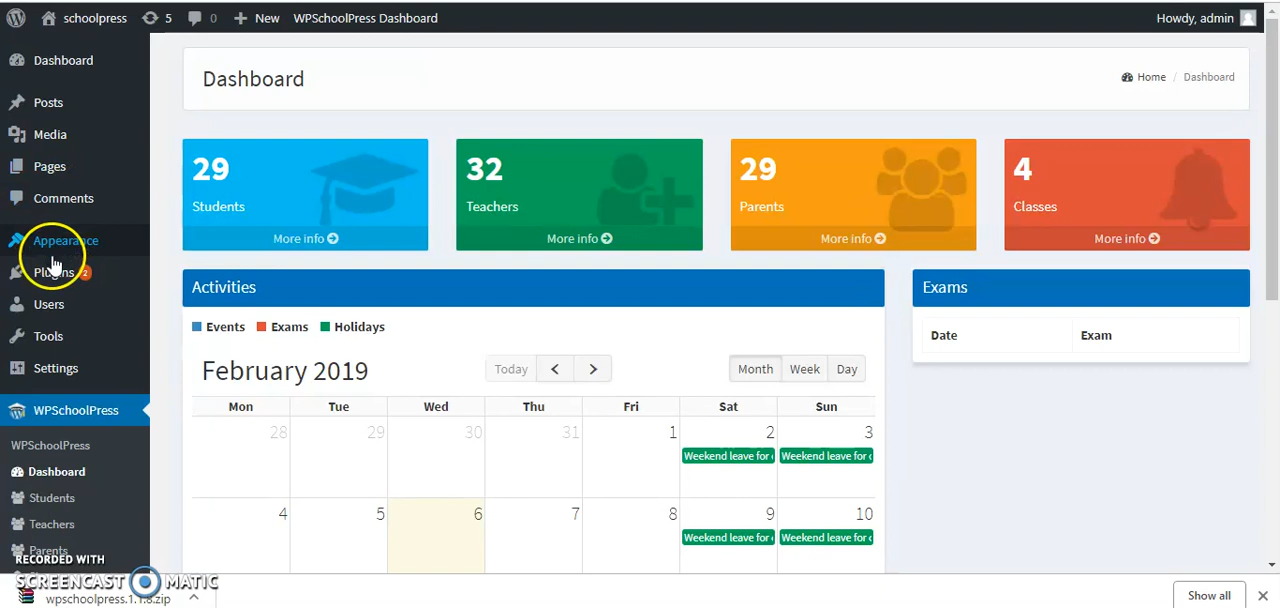 schoolpress 5 0 New WPSchoolPress Dashboard Howdy, admin
Dashboard
Posts
Media
Pages
Comments
Appearance
Plugins 2
Users
Tools
Settings
WPSchoolPress
WPSchoolPress
Dashboard
Students
Teachers
Parents
Dashboard
Home / Dashboard
29
Students
More info
32
Teachers
More info
29
Parents
More info
4
Classes
More info
Activities
Events Exams Holidays
February 2019
Today < > Month Week Day
Mon Tue Wed Thu Fri Sat Sun
28 29 30 31 1 2 3
Weekend leave for Weekend leave for
4 5 6 7 8 9 10
Weekend leave for Weekend leave for
Exams
Date Exam
RECORDED WITH
SCREENCAST MATIC
wpschoolpress.1.1.8.zip
Show all